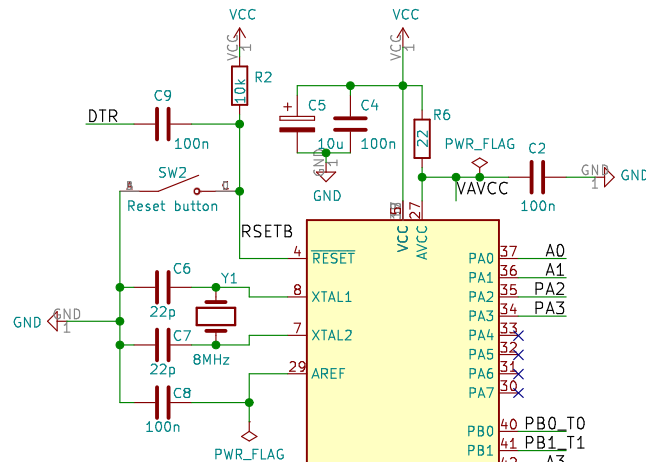 VCC
VCC
VCC
1
VCC
1
R2
10k
C9
DTR
100n
C5
C4
+
10u
100n
GND
1
GND
R6
22
PWR_FLAG
C2
GND
1
GND
100n
VAVCC
SW2
Reset button
RSETB
27
VCC
AVCC
4
RESET
8
XTAL1
7
XTAL2
29
AREF
C6
22p
Y1
8MHz
GND
GND
1
C7
22p
C8
100n
PWR_FLAG
PA0
37
A0
PA1
36
A1
PA2
35
PA2
PA3
34
PA3
PA4
33
PA5
32
PA6
31
PA7
30
PB0
40
PB0_T0
PB1
41
PB1_T1